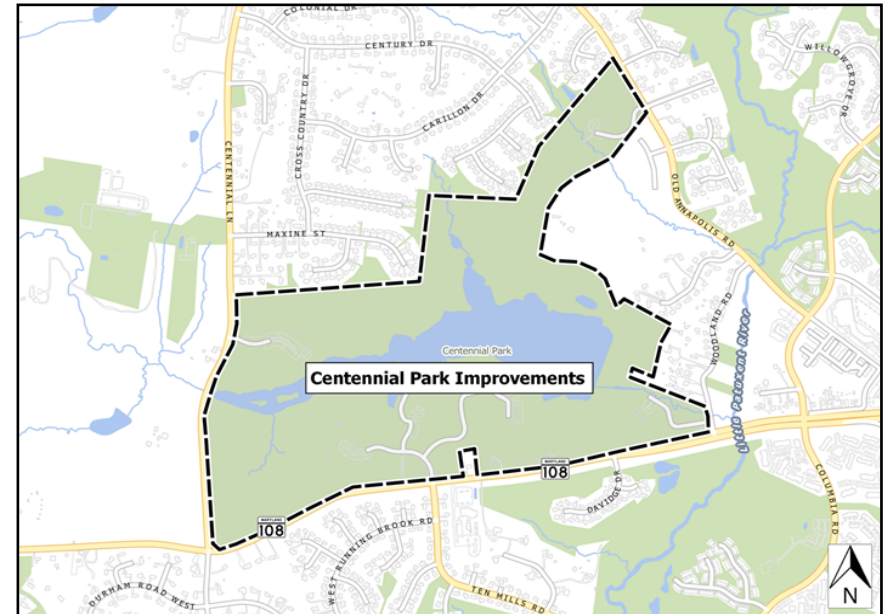 COLONIAL DR
CENTURY DR
WILLOWGROVE DR
CROSS COUNTRY DR
CARILLON DR
CENTENNIAL LN
OLD ANNAPOLIS RD
MAXINE ST
WOODLAND RD
Little Patuxent River
Centennial Park
Centennial Park Improvements
MARYLAND
108
DAVIDGE DR
COLUMBIA RD
MARYLAND
108
WEST RUNNING BROOK RD
DURHAM ROAD WEST
TEN MILLS RD
N